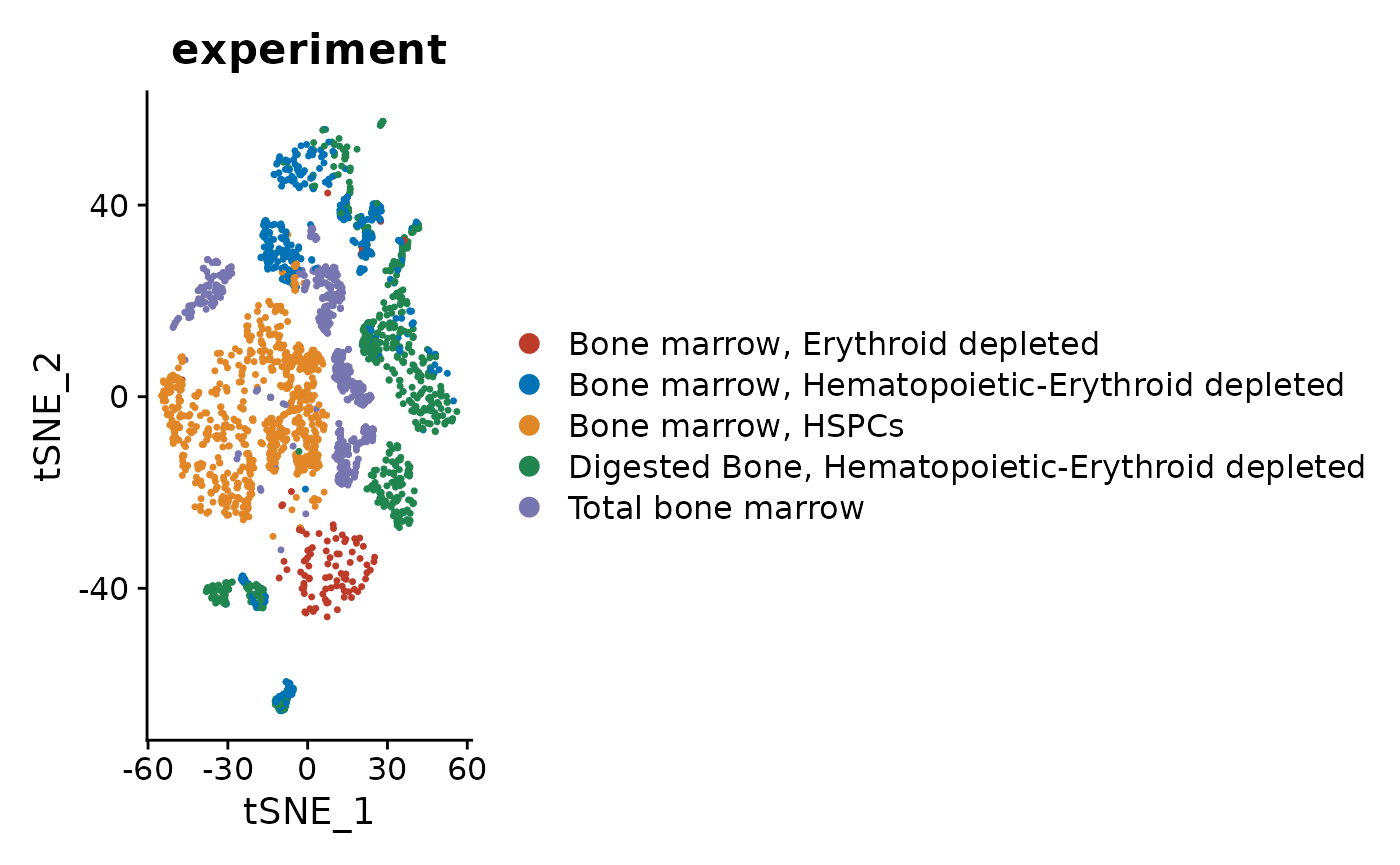 experiment
tSNE_2
40
0
-40
-60 -30 0 30 60
tSNE_1
Bone marrow, Erythroid depleted
Bone marrow, Hematopoietic-Erythroid depleted
Bone marrow, HSPCs
Digested Bone, Hematopoietic-Erythroid depleted
Total bone marrow